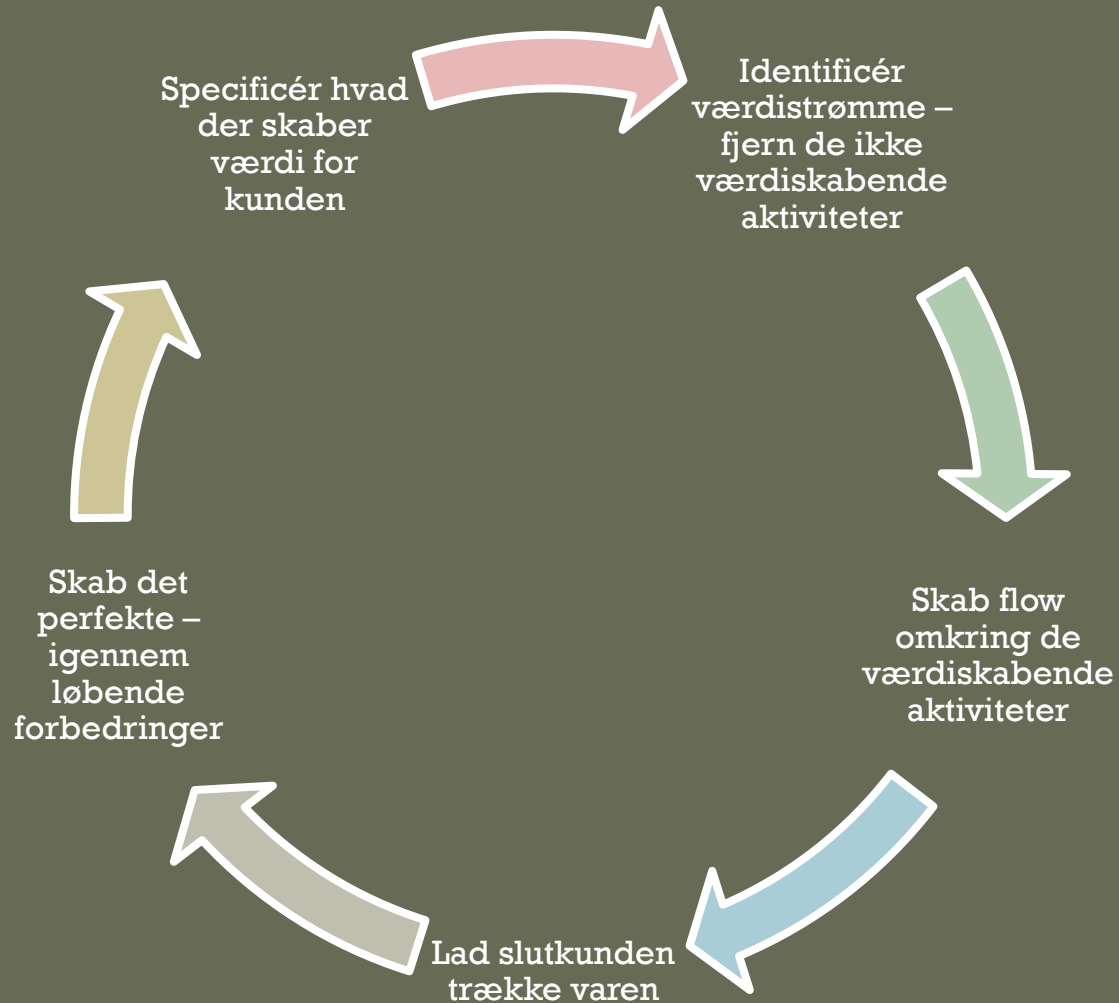 Specificér hvad
der skaber
værdi for
kunden
Identificér
værdistrømme –
fjern de ikke
værdiskabende
aktiviteter
Skab flow
omkring de
værdiskabende
aktiviteter
Lad slutkunden
trække varen
Skab det
perfekte –
igennem
løbende
forbedringer